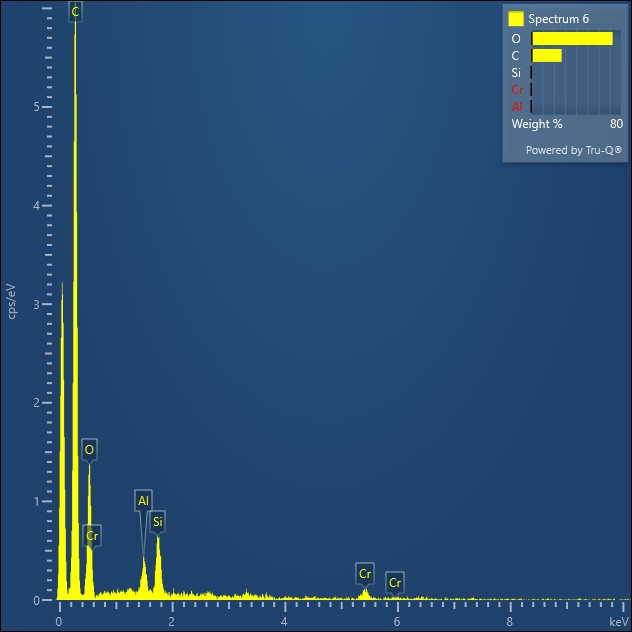 C
Spectrum 6
O
C
Si
Cr
Al
Weight % 80
Powered by Tru-Q®
5
4
3
2
1
0
cps/eV
O
Cr
Al
Si
Cr
Cr
0 2 4 6 8 keV